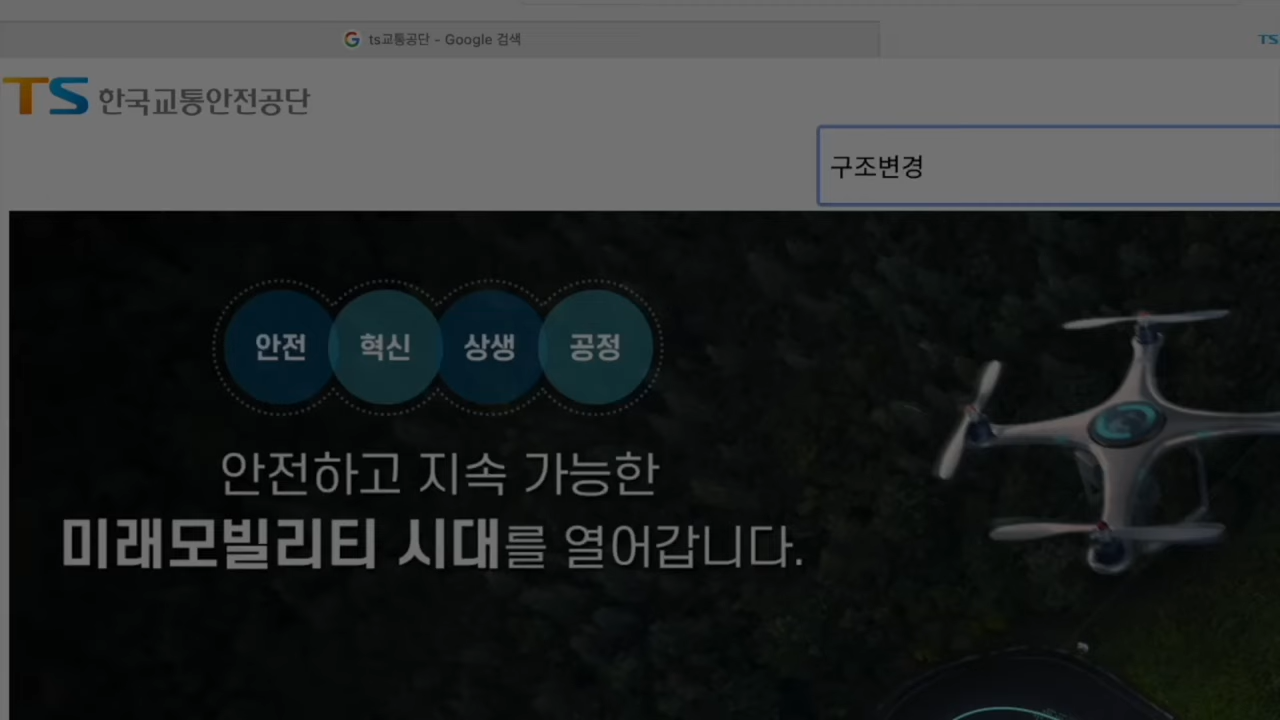 ts교통공단 - Google 검색
TS
TS 한국교통안전공단
구조변경
안전 혁신 상생 공정
안전하고 지속 가능한
미래모빌리티 시대를 열어갑니다.